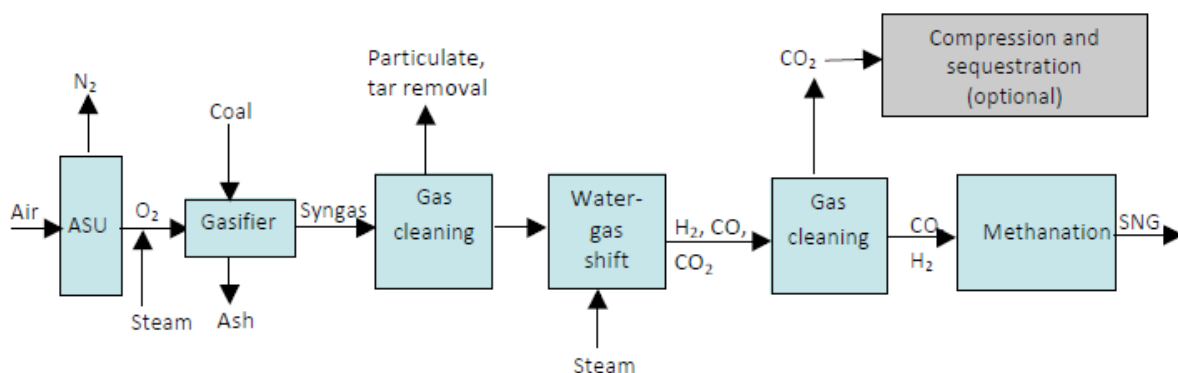 N₂
Air
ASU
O₂
Steam
Coal
Gasifier
Ash
Syngas
Particulate,
tar removal
Gas
cleaning
Water-
gas
shift
Steam
H₂, CO,
CO₂
CO₂
Compression and
sequestration
(optional)
Gas
cleaning
CO
H₂
Methanation
SNG